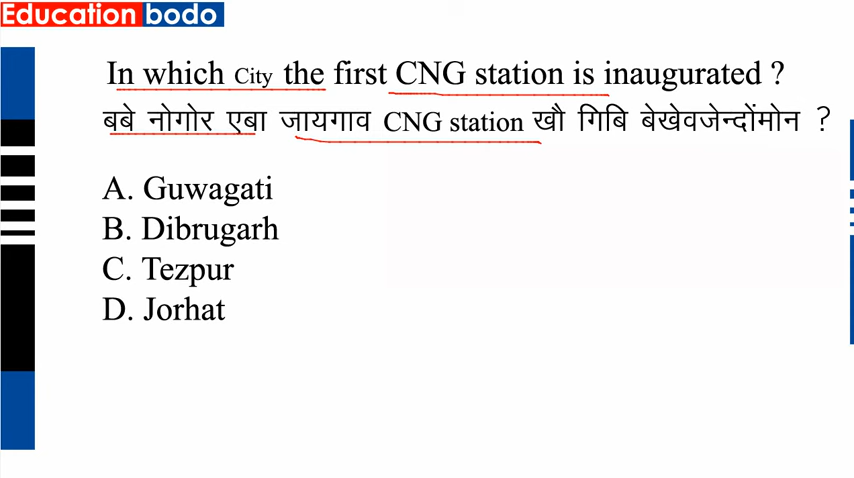 Education bodo
In which City the first CNG station is inaugurated ?
बबे नोगोर एबा जायगाव CNG station खौ गिबि बेखेवजेन्दोंमोन ?
A. Guwagati
B. Dibrugarh
C. Tezpur
D. Jorhat